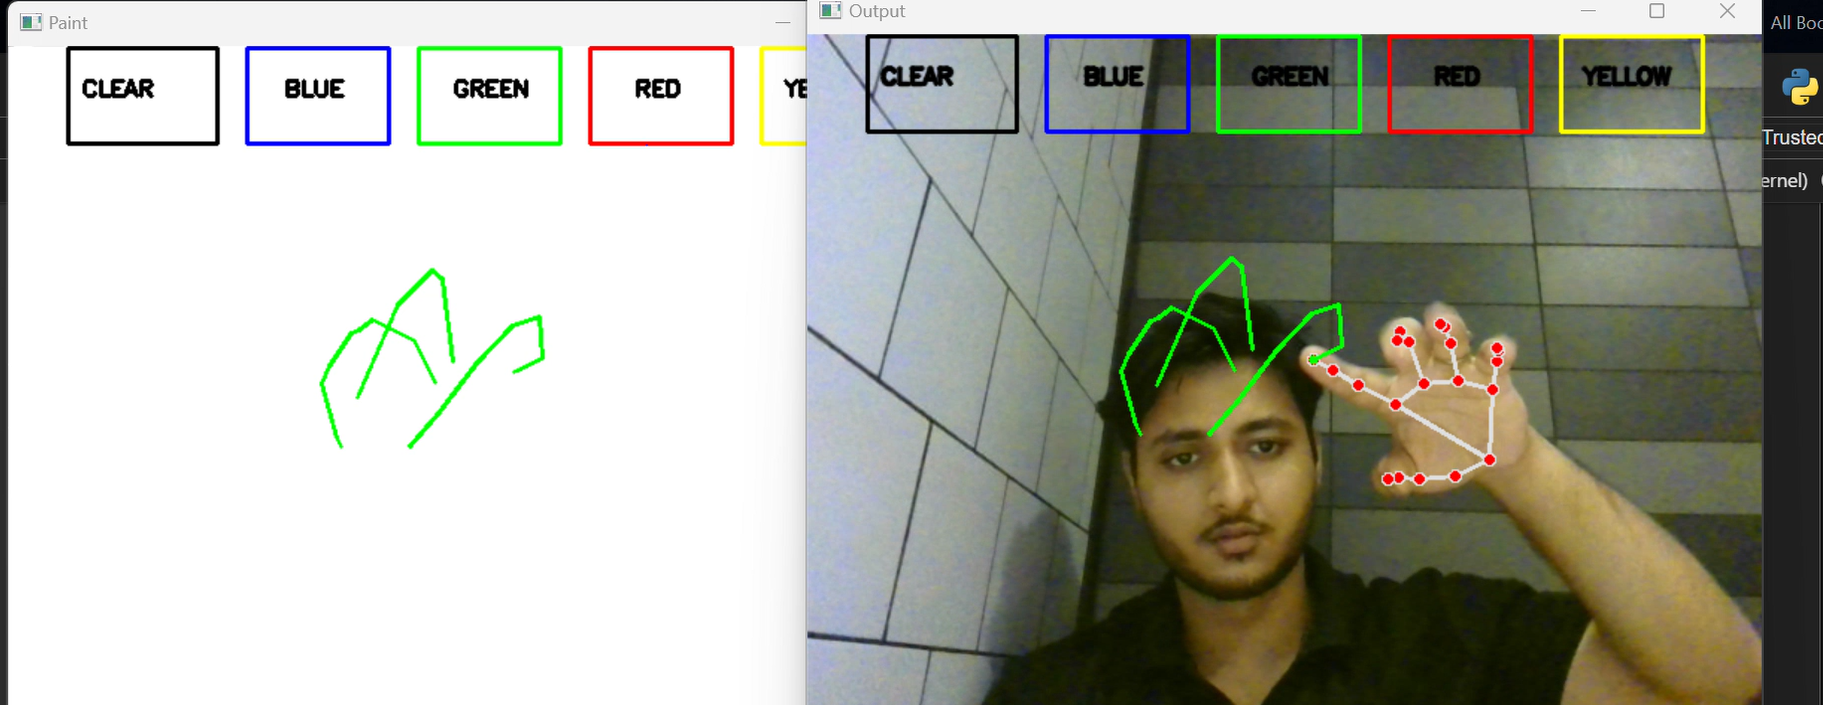 Paint
CLEAR BLUE GREEN RED YE
Output
CLEAR BLUE GREEN RED YELLOW
All Boo
Trusted
ernel)